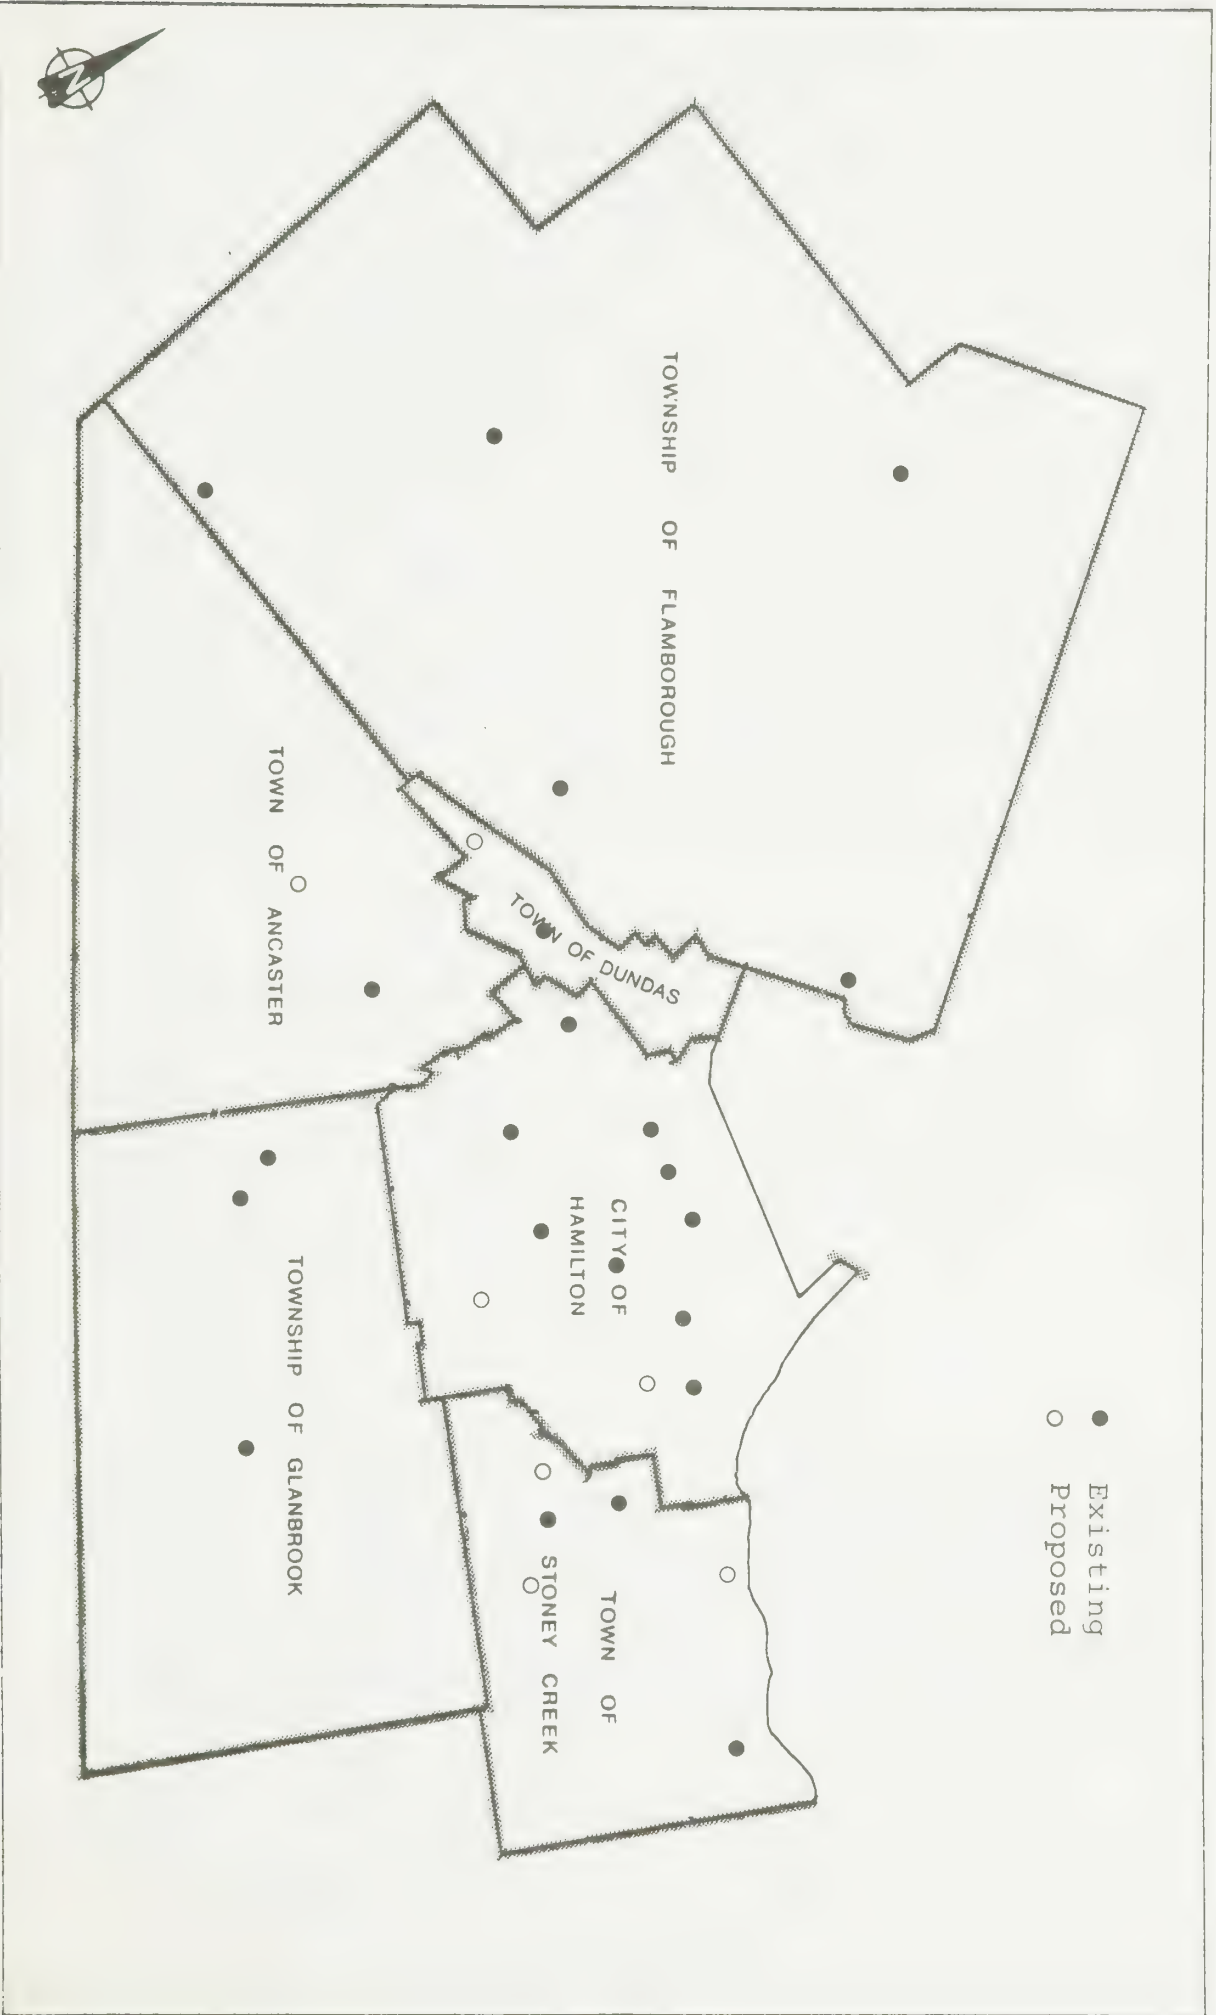 N
TOWNSHIP OF FLAMBOROUGH
Existing
Proposed
TOWN OF DUNDAS
TOWN OF ANCASTER
CITY OF
HAMILTON
TOWN OF
STONEY CREEK
TOWNSHIP OF GLANBROOK